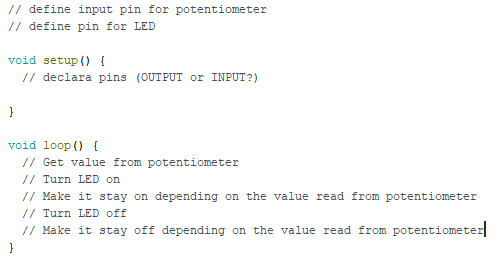 // define input pin for potentiometer
// define pin for LED
void setup() {
// declara pins (OUTPUT or INPUT?)
}
void loop() {
// Get value from potentiometer
// Turn LED on
// Make it stay on depending on the value read from potentiometer
// Turn LED off
// Make it stay off depending on the value read from potentiometer
}